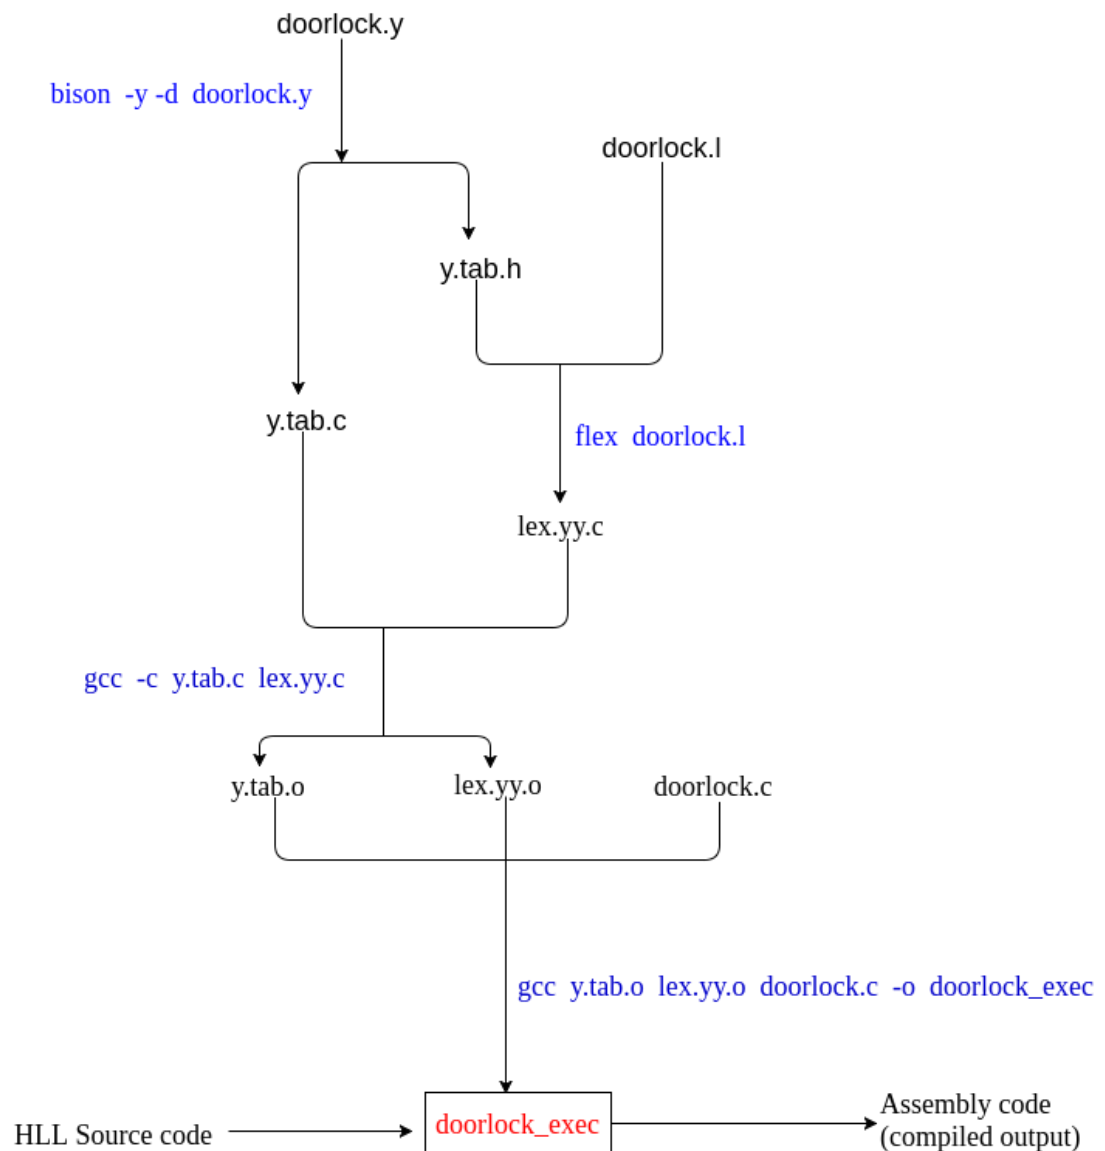 doorlock.y
bison -y -d doorlock.y
doorlock.l
y.tab.h
y.tab.c
flex doorlock.l
lex.yy.c
gcc -c y.tab.c lex.yy.c
y.tab.o
lex.yy.o
doorlock.c
gcc y.tab.o lex.yy.o doorlock.c -o doorlock_exec
HLL Source code
doorlock_exec
Assembly code
(compiled output)